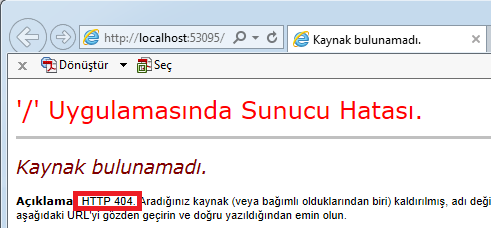 http://localhost:53095/
Kaynak bulunamadı.
Dönüştür
Seç
'/' Uygulamasında Sunucu Hatası.
Kaynak bulunamadı.
Açıklama: HTTP 404. Aradığınız kaynak (veya bağımlı olduklarından biri) kaldırılmış, adı deği
aşağıdaki URL'yi gözden geçirin ve doğru yazıldığından emin olun.